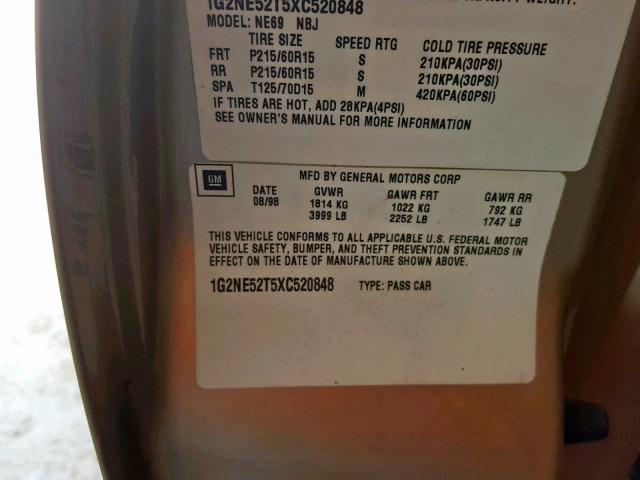 WEIGHT.
1G2NE52T5XC520848
MODEL: NE69 NBJ
TIRE SIZE SPEED RTG COLD TIRE PRESSURE
FRT P215/60R15 S 210KPA(30PSI)
RR P215/60R15 S 210KPA(30PSI)
SPA T125/70D15 M 420KPA(60PSI)
IF TIRES ARE HOT, ADD 28KPA(4PSI)
SEE OWNER'S MANUAL FOR MORE INFORMATION
GM MFD BY GENERAL MOTORS CORP
DATE GVWR GAWR FRT GAWR RR
08/98 1814 KG 1022 KG 792 KG
3999 LB 2252 LB 1747 LB
THIS VEHICLE CONFORMS TO ALL APPLICABLE U.S. FEDERAL MOTOR
VEHICLE SAFETY, BUMPER, AND THEFT PREVENTION STANDARDS IN
EFFECT ON THE DATE OF MANUFACTURE SHOWN ABOVE.
1G2NE52T5XC520848 TYPE: PASS CAR